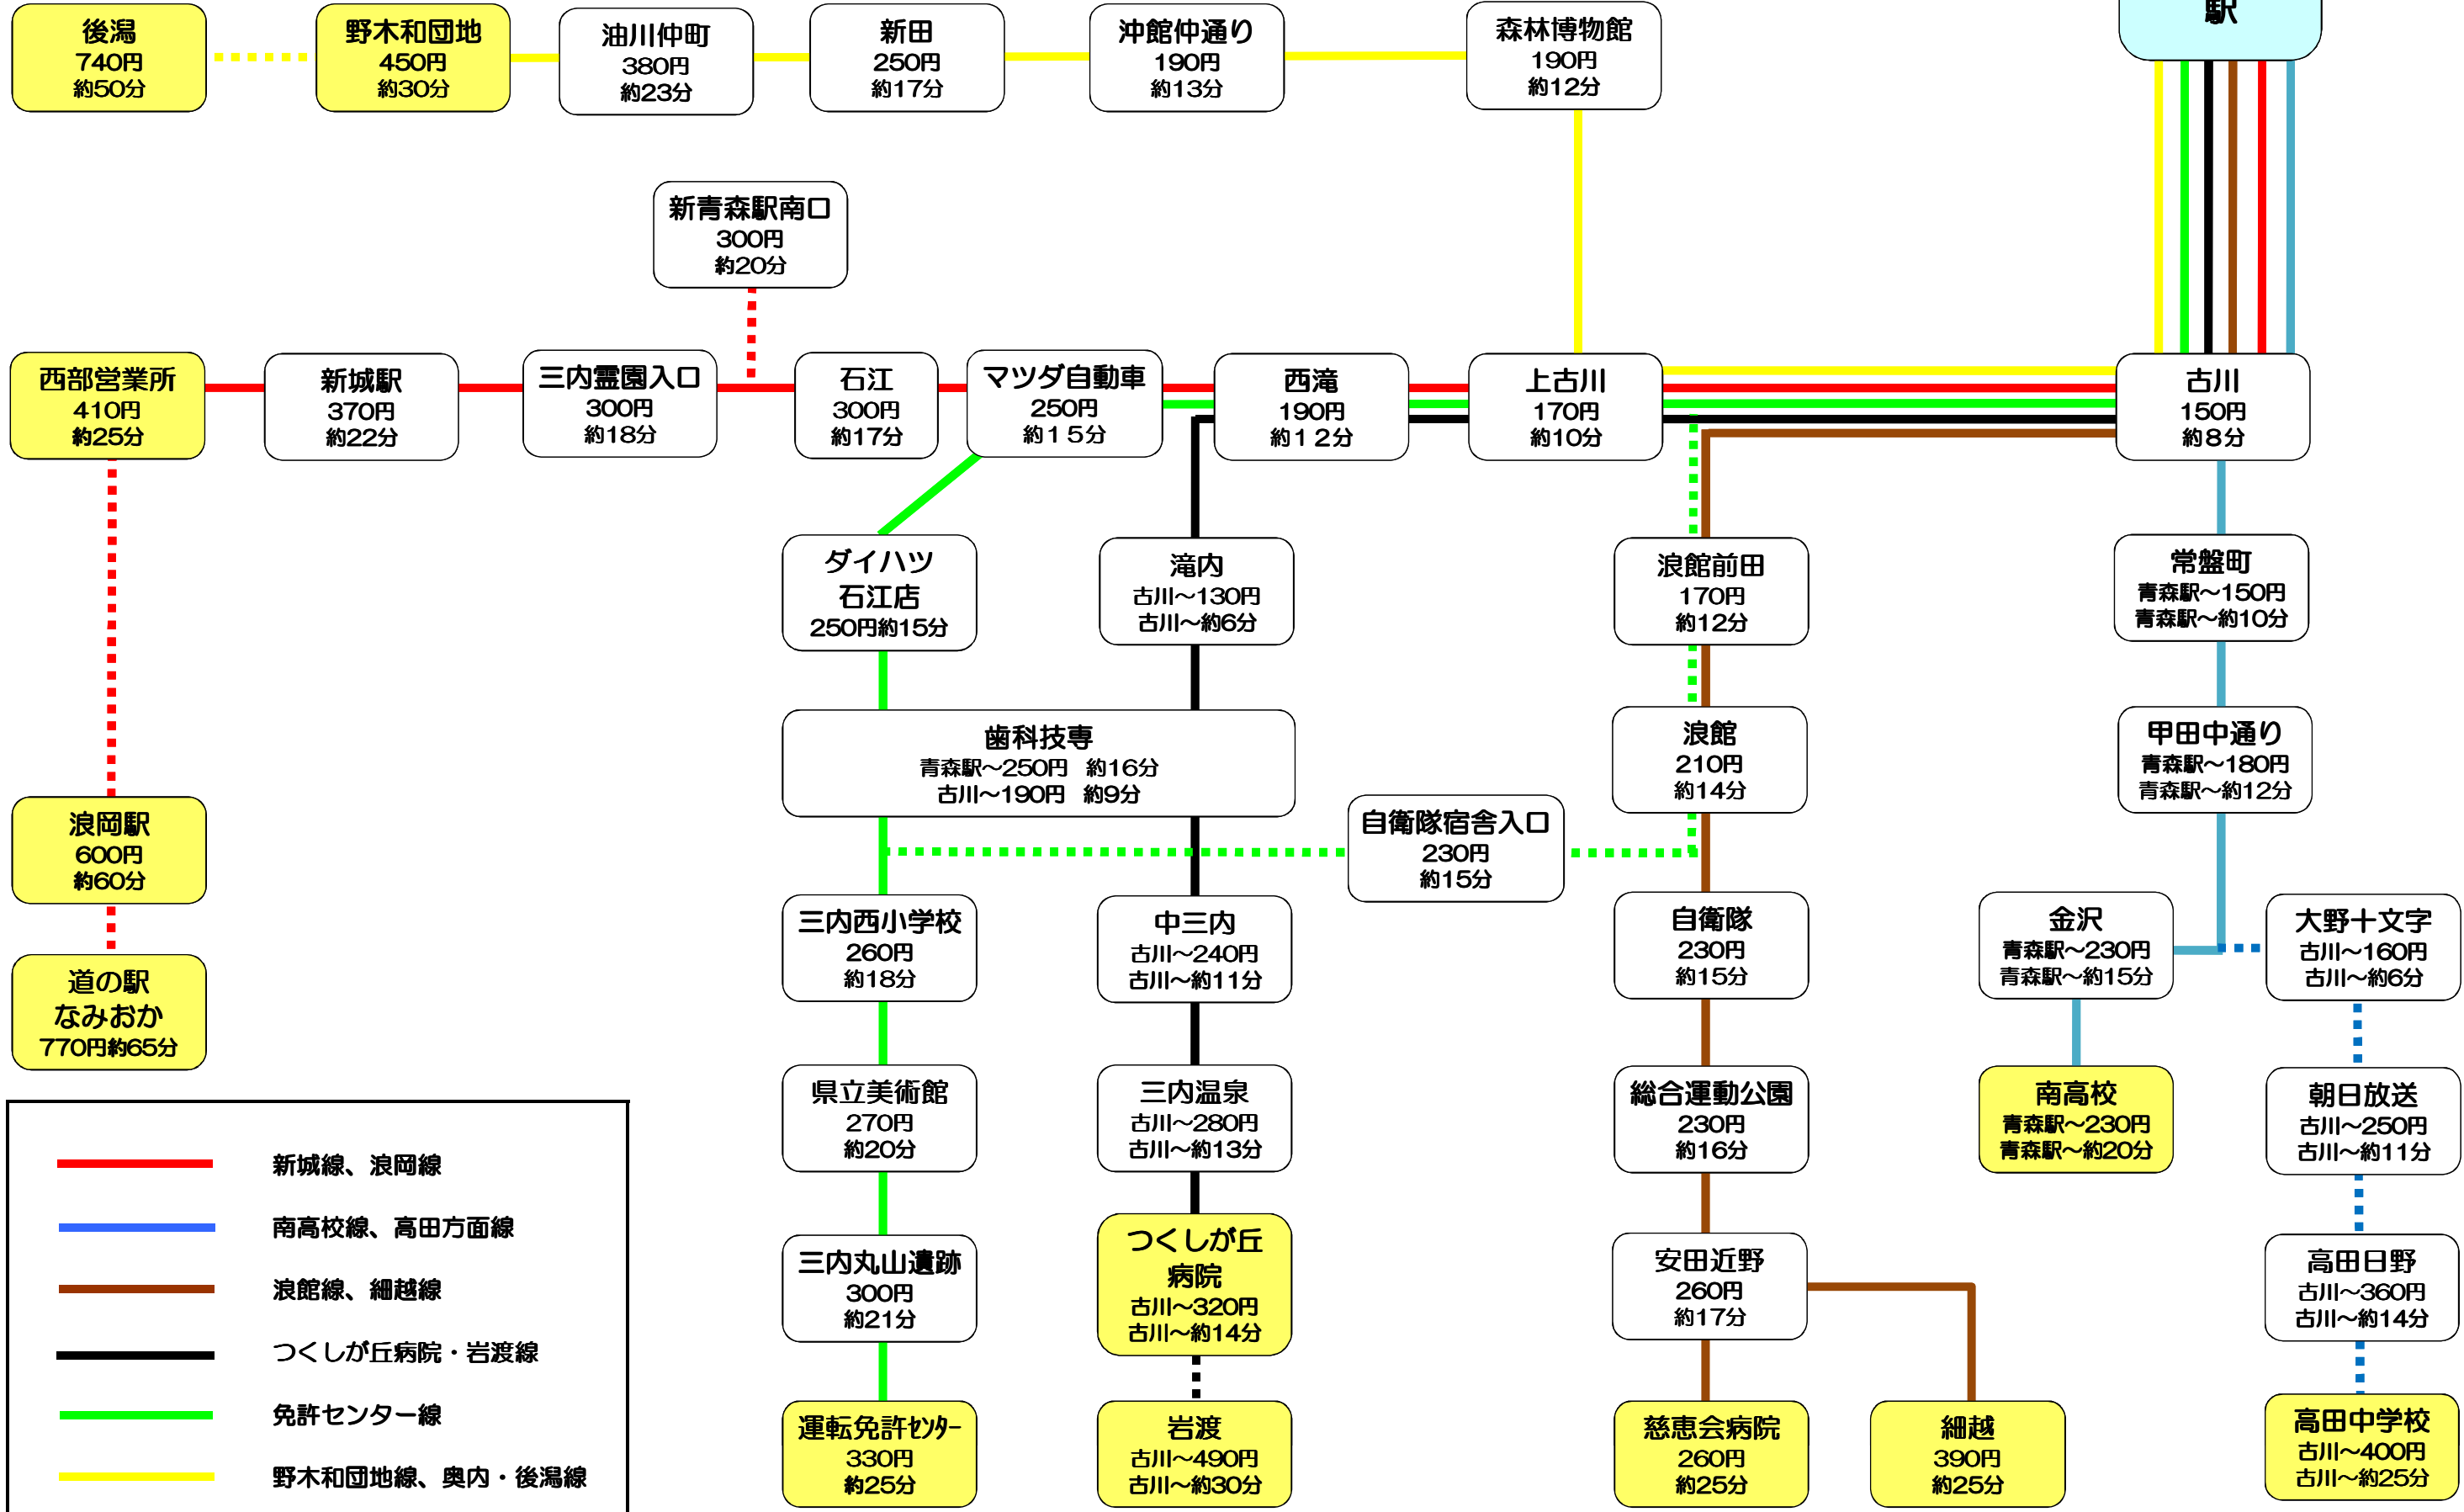 駅
後潟
740円
約50分
野木和団地
450円
約30分
油川仲町
380円
約23分
新田
250円
約17分
沖館仲通り
190円
約13分
森林博物館
190円
約12分
新青森駅南口
300円
約20分
西部営業所
410円
約25分
新城駅
370円
約22分
三内霊園入口
300円
約18分
石江
300円
約17分
マツダ自動車
250円
約15分
西滝
190円
約12分
上古川
170円
約10分
古川
150円
約8分
ダイハツ
石江店
250円約15分
滝内
古川～130円
古川～約6分
浪館前田
170円
約12分
常盤町
青森駅～150円
青森駅～約10分
歯科技専
青森駅～250円 約16分
古川～190円 約9分
浪館
210円
約14分
甲田中通り
青森駅～180円
青森駅～約12分
浪岡駅
600円
約60分
自衛隊宿舎入口
230円
約15分
三内西小学校
260円
約18分
中三内
古川～240円
古川～約11分
自衛隊
230円
約15分
金沢
青森駅～230円
青森駅～約15分
大野十文字
古川～160円
古川～約6分
道の駅
なみおか
770円約65分
県立美術館
270円
約20分
三内温泉
古川～280円
古川～約13分
総合運動公園
230円
約16分
南高校
青森駅～230円
青森駅～約20分
朝日放送
古川～250円
古川～約11分
三内丸山遺跡
300円
約21分
つくしが丘
病院
古川～320円
古川～約14分
安田近野
260円
約17分
高田日野
古川～360円
古川～約14分
運転免許ｾﾝﾀｰ
330円
約25分
岩渡
古川～490円
古川～約30分
慈恵会病院
260円
約25分
細越
390円
約25分
高田中学校
古川～400円
古川～約25分
新城線、浪岡線
南高校線、高田方面線
浪館線、細越線
つくしが丘病院・岩渡線
免許センター線
野木和団地線、奥内・後潟線